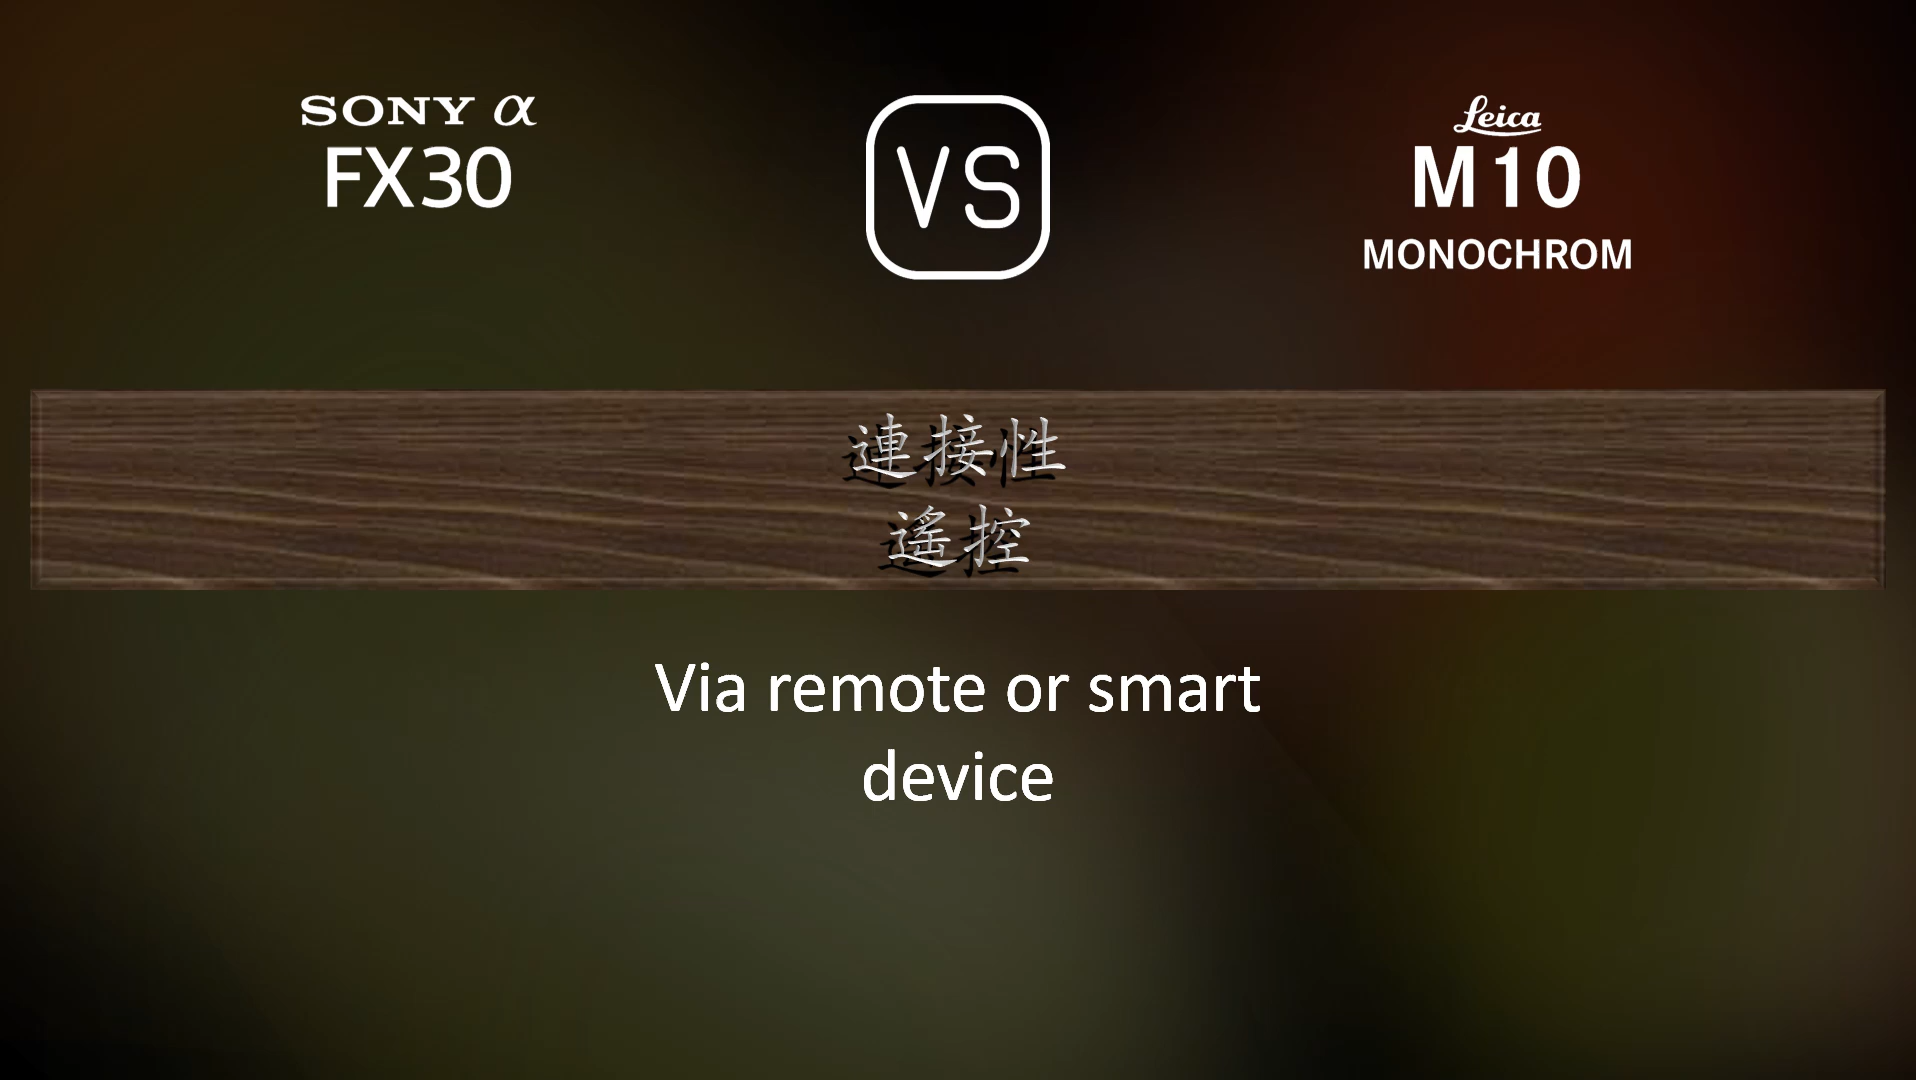 SONY α
FX30
VS
Leica
M10
MONOCHROM
連接性
遙控
Via remote or smart
device